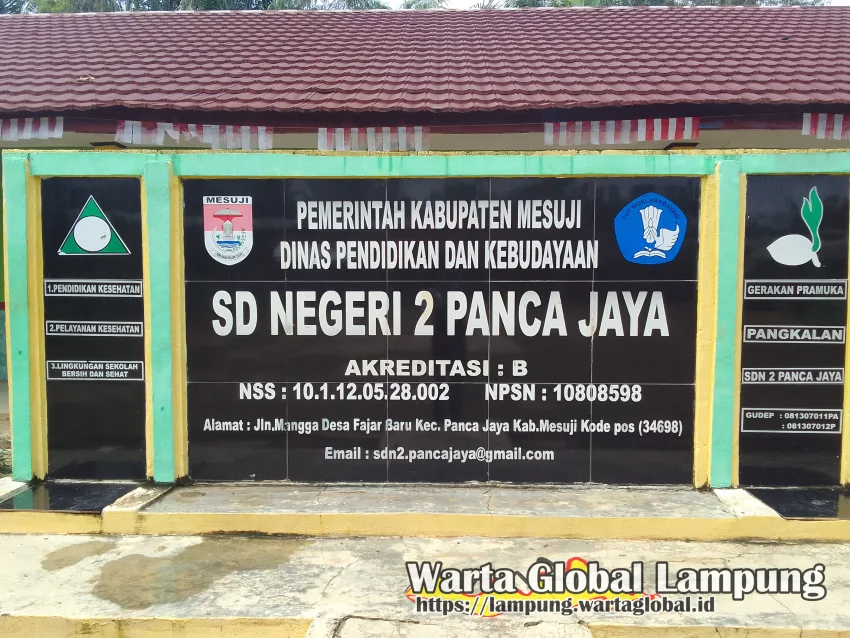 1.PENDIDIKAN KESEHATAN
2.PELAYANAN KESEHATAN
3.LINGKUNGAN SEKOLAH
BERSIH DAN SEHAT
MESUJI
PEMERINTAH KABUPATEN MESUJI
DINAS PENDIDIKAN DAN KEBUDAYAAN
TUT WURI HANDAYANI
SD NEGERI 2 PANCA JAYA
AKREDITASI : B
NSS : 10.1.12.05.28.002 NPSN : 10808598
Alamat : Jln.Mangga Desa Fajar Baru Kec. Panca Jaya Kab.Mesuji Kode pos (34698)
Email : sdn2.pancajaya@gmail.com
GERAKAN PRAMUKA
PANGKALAN
SDN 2 PANCA JAYA
GUDEP : 081307011PA
: 081307012P
Warta Global Lampung
https://lampung.wartaglobal.id